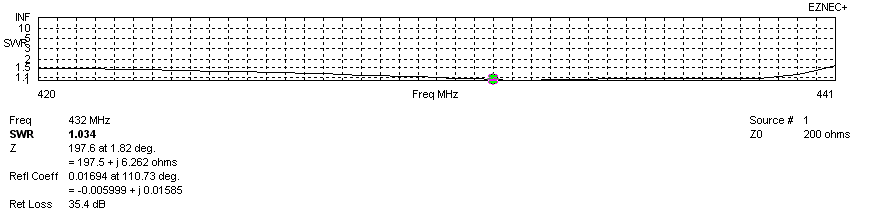 EZNEC+
INF
10
5
SWR
3
2
1.5
1.1
420 Freq MHz 441
Freq 432 MHz Source # 1
SWR 1.034 Z0 200 ohms
Z 197.6 at 1.82 deg.
= 197.5 + j 6.262 ohms
Refl Coeff 0.01694 at 110.73 deg.
= -0.005999 + j 0.01585
Ret Loss 35.4 dB